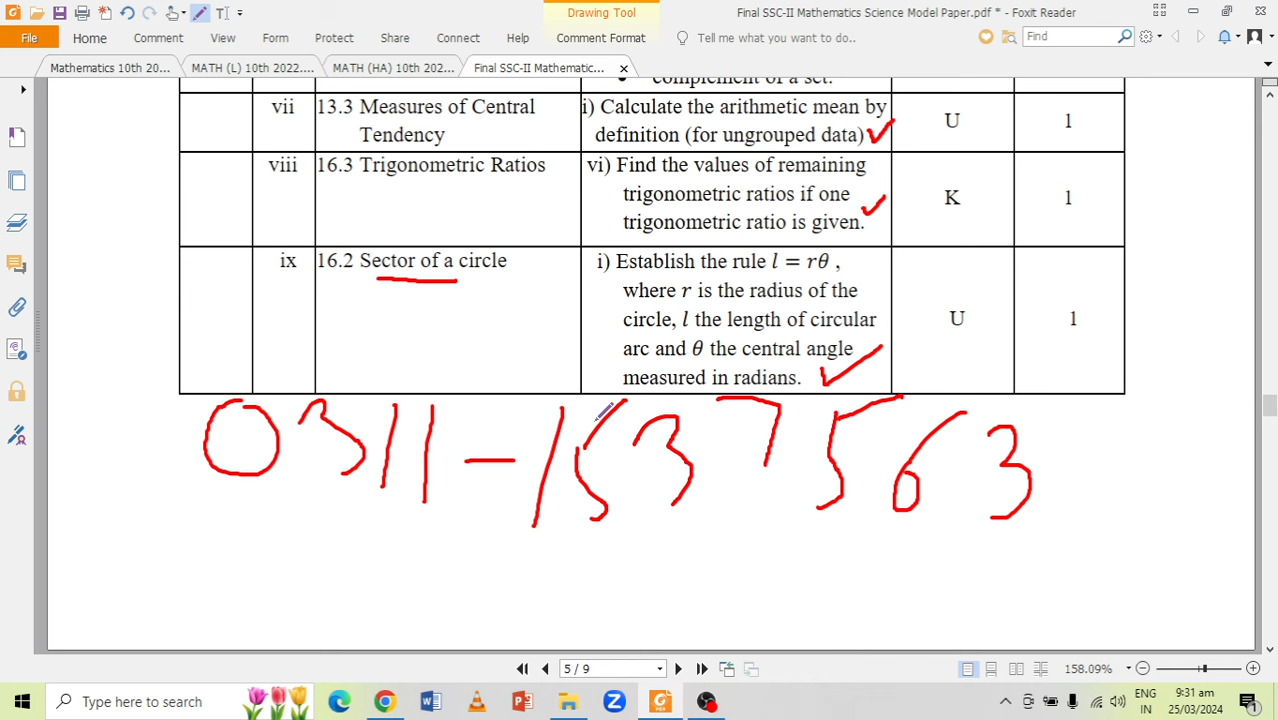 Drawing Tool
Final SSC-II Mathematics Science Model Paper.pdf * - Foxit Reader
File Home Comment View Form Protect Share Connect Help Comment Format Tell me what you want to do.. Find
Mathematics 10th 20... MATH (L) 10th 2022.... MATH (HA) 10th 202... Final SSC-II Mathematic...
complement of a set.
vii 13.3 Measures of Central Tendency i) Calculate the arithmetic mean by definition (for ungrouped data) U 1
viii 16.3 Trigonometric Ratios vi) Find the values of remaining trigonometric ratios if one trigonometric ratio is given. K 1
ix 16.2 Sector of a circle i) Establish the rule l = rθ , where r is the radius of the circle, l the length of circular arc and θ the central angle measured in radians. U 1
0311-1537563
5 / 9 158.09%
Type here to search
ENG 9:31 am
IN 25/03/2024